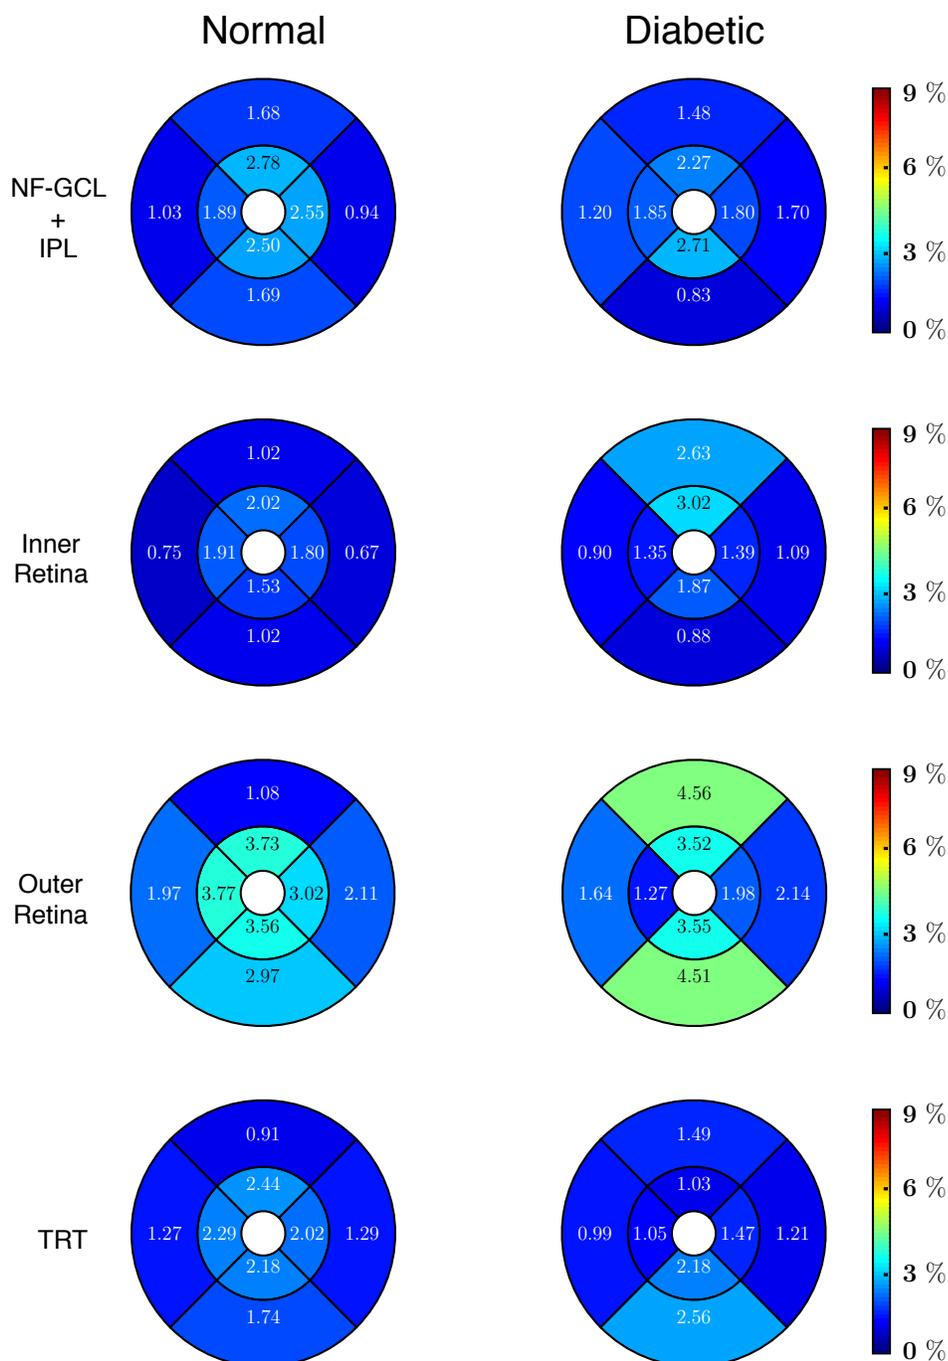 Normal Diabetic
1.68 1.48 9 %
2.78 2.27 6 %
NF-GCL
+
IPL
1.03 1.89 2.55 0.94 1.20 1.85 1.80 1.70
2.50 2.71 3 %
1.69 0.83 0 %
1.02 2.63 9 %
2.02 3.02 6 %
Inner
Retina
0.75 1.91 1.80 0.67 0.90 1.35 1.39 1.09
1.53 1.87 3 %
1.02 0.88 0 %
1.08 4.56 9 %
3.73 3.52 6 %
Outer
Retina
1.97 3.77 3.02 2.11 1.64 1.27 1.98 2.14
3.56 3.55 3 %
2.97 4.51 0 %
0.91 1.49 9 %
2.44 1.03 6 %
TRT 1.27 2.29 2.02 1.29 0.99 1.05 1.47 1.21
2.18 2.18 3 %
1.74 2.56 0 %